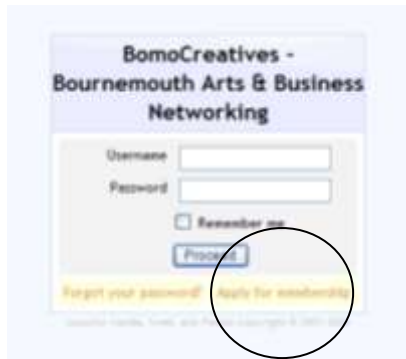 BomoCreatives -
Bournemouth Arts & Business
Networking
Username
Password
Remember me
Proceed
Forgot your password? Apply for membership